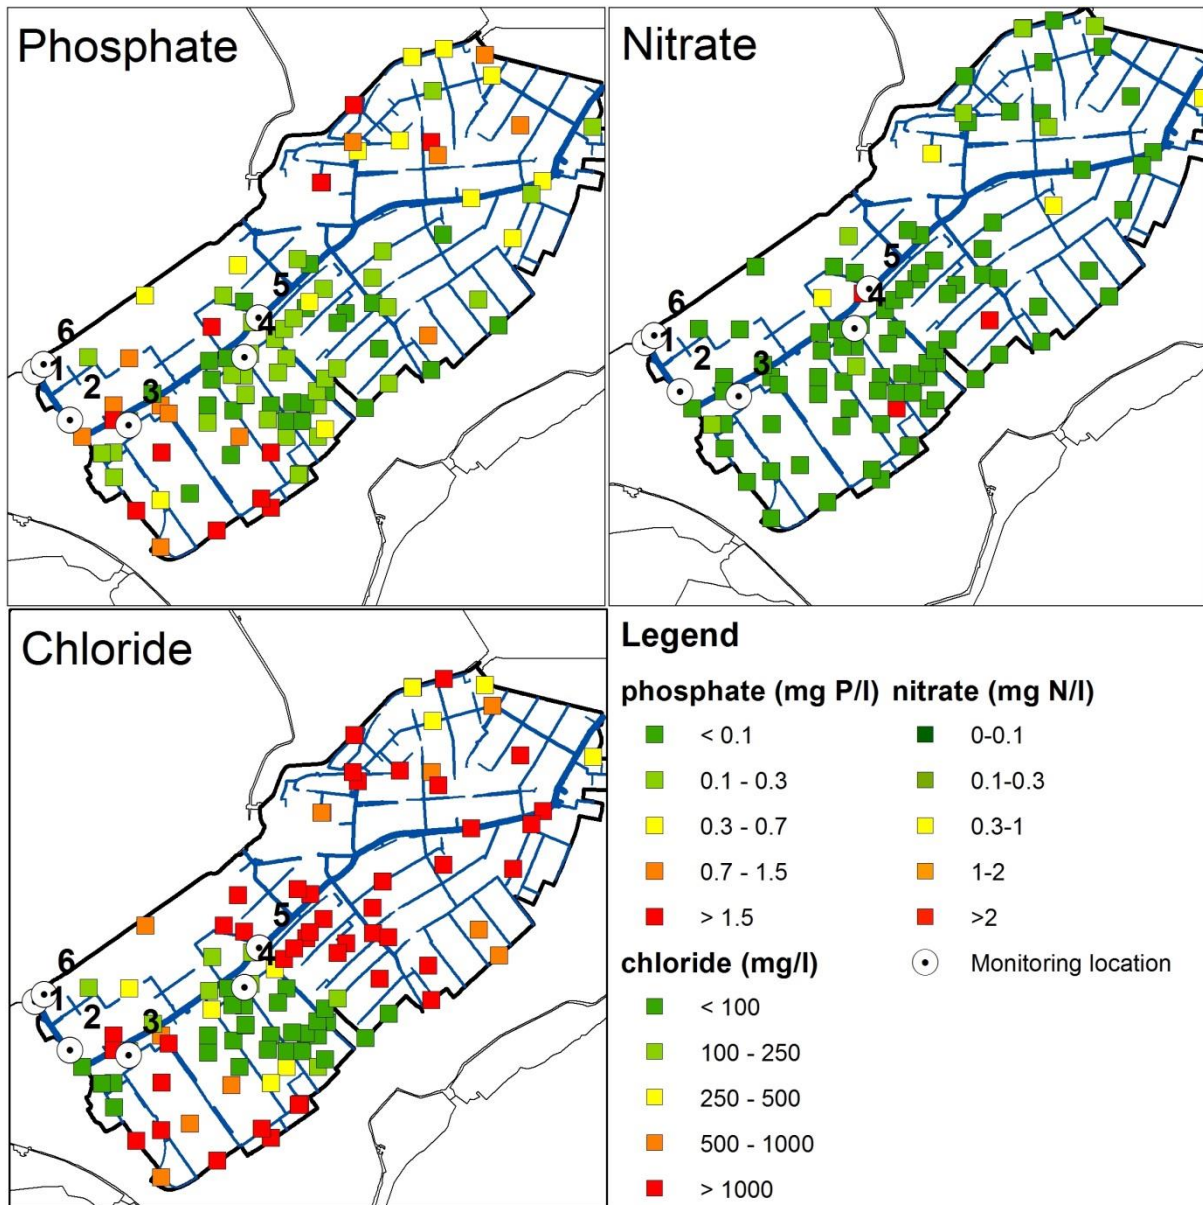 Phosphate
5
4
6
1
2
3
Nitrate
5
4
6
1
2
3
Chloride
5
4
6
1
2
3
Legend
phosphate (mg P/l)
< 0.1
0.1 - 0.3
0.3 - 0.7
0.7 - 1.5
> 1.5
nitrate (mg N/l)
0-0.1
0.1-0.3
0.3-1
1-2
>2
Monitoring location
chloride (mg/l)
< 100
100 - 250
250 - 500
500 - 1000
> 1000